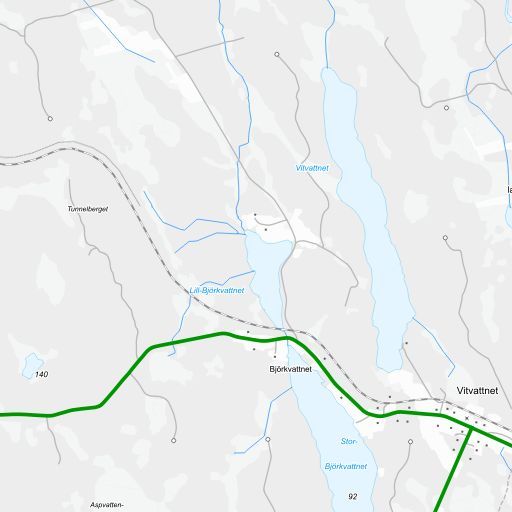 Vitvattnet
Tunnelberget
Lill-Björkvattnet
Björkvattnet
140
Vitvattnet
Stor-
Björkvattnet
92
Aspvatten-